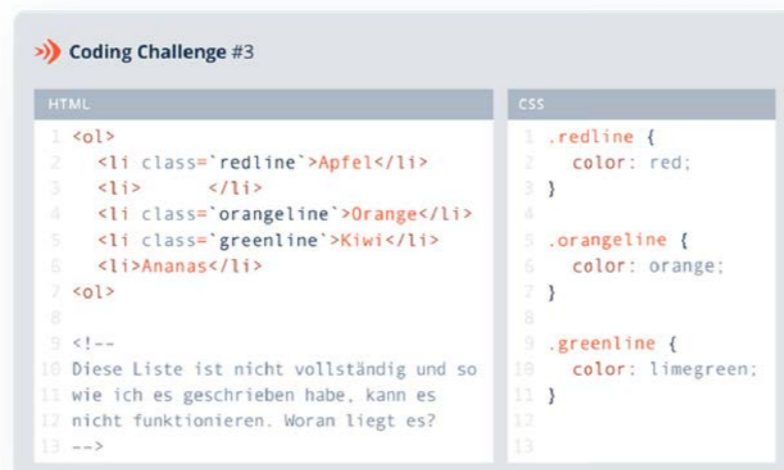 Coding Challenge #3
HTML
1 <ol>
2 <li class=`redline`>Apfel</li>
3 <li> </li>
4 <li class=`orangeline`>Orange</li>
5 <li class=`greenline`>Kiwi</li>
6 <li>Ananas</li>
7 <ol>
8
9 <!--
10 Diese Liste ist nicht vollständig und so
11 wie ich es geschrieben habe, kann es
12 nicht funktionieren. Woran liegt es?
13 -->
CSS
1 .redline {
2 color: red;
3 }
4
5 .orangeline {
6 color: orange;
7 }
8
9 .greenline {
10 color: limegreen;
11 }
12
13